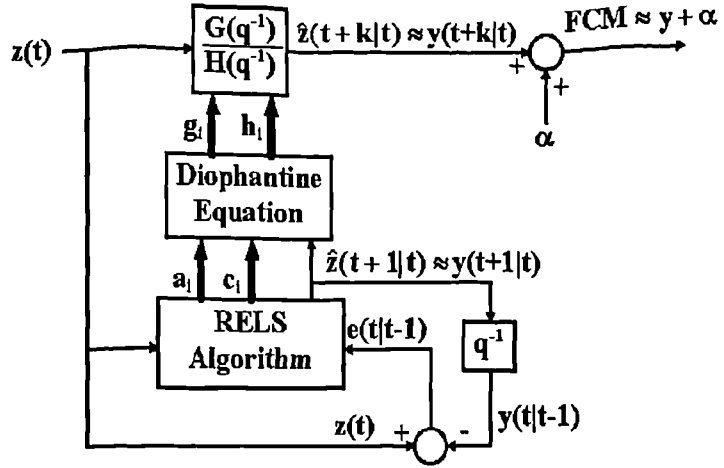 z(t)
G(q⁻¹)
H(q⁻¹)
ẑ(t + k|t) ≈ y(t+k|t)
FCM ≈ y + α
+
+
α
gᵢ
hᵢ
Diophantine
Equation
ẑ(t + 1|t) ≈ y(t+1|t)
aᵢ
cᵢ
RELS
Algorithm
e(t|t-1)
q⁻¹
z(t)
+
-
y(t|t-1)